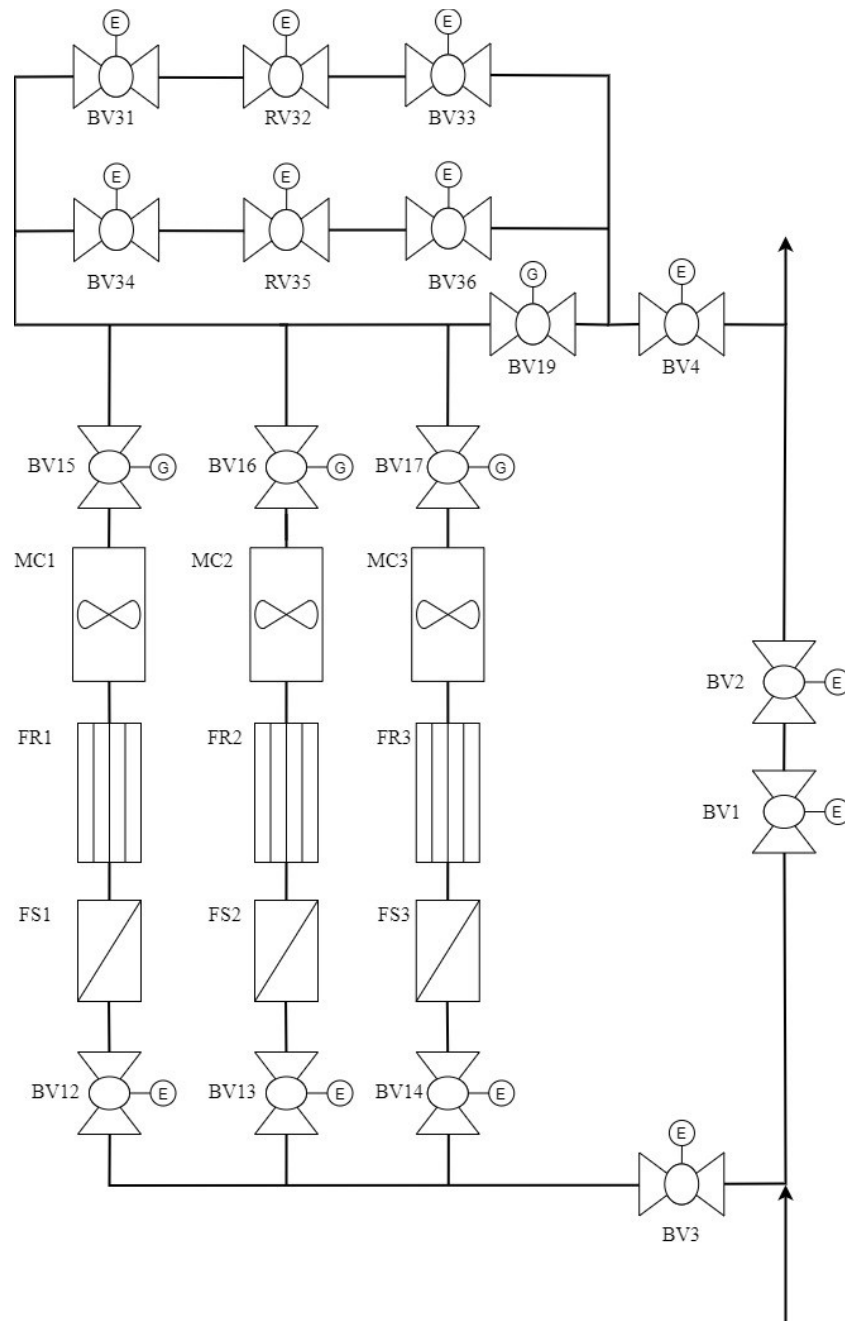 E E E
BV31 RV32 BV33
E E E
BV34 RV35 BV36
G E
BV19 BV4
BV15 G BV16 G BV17 G
MC1 MC2 MC3
BV2 E
FR1 FR2 FR3
BV1 E
FS1 FS2 FS3
BV12 E BV13 E BV14 E
E
BV3